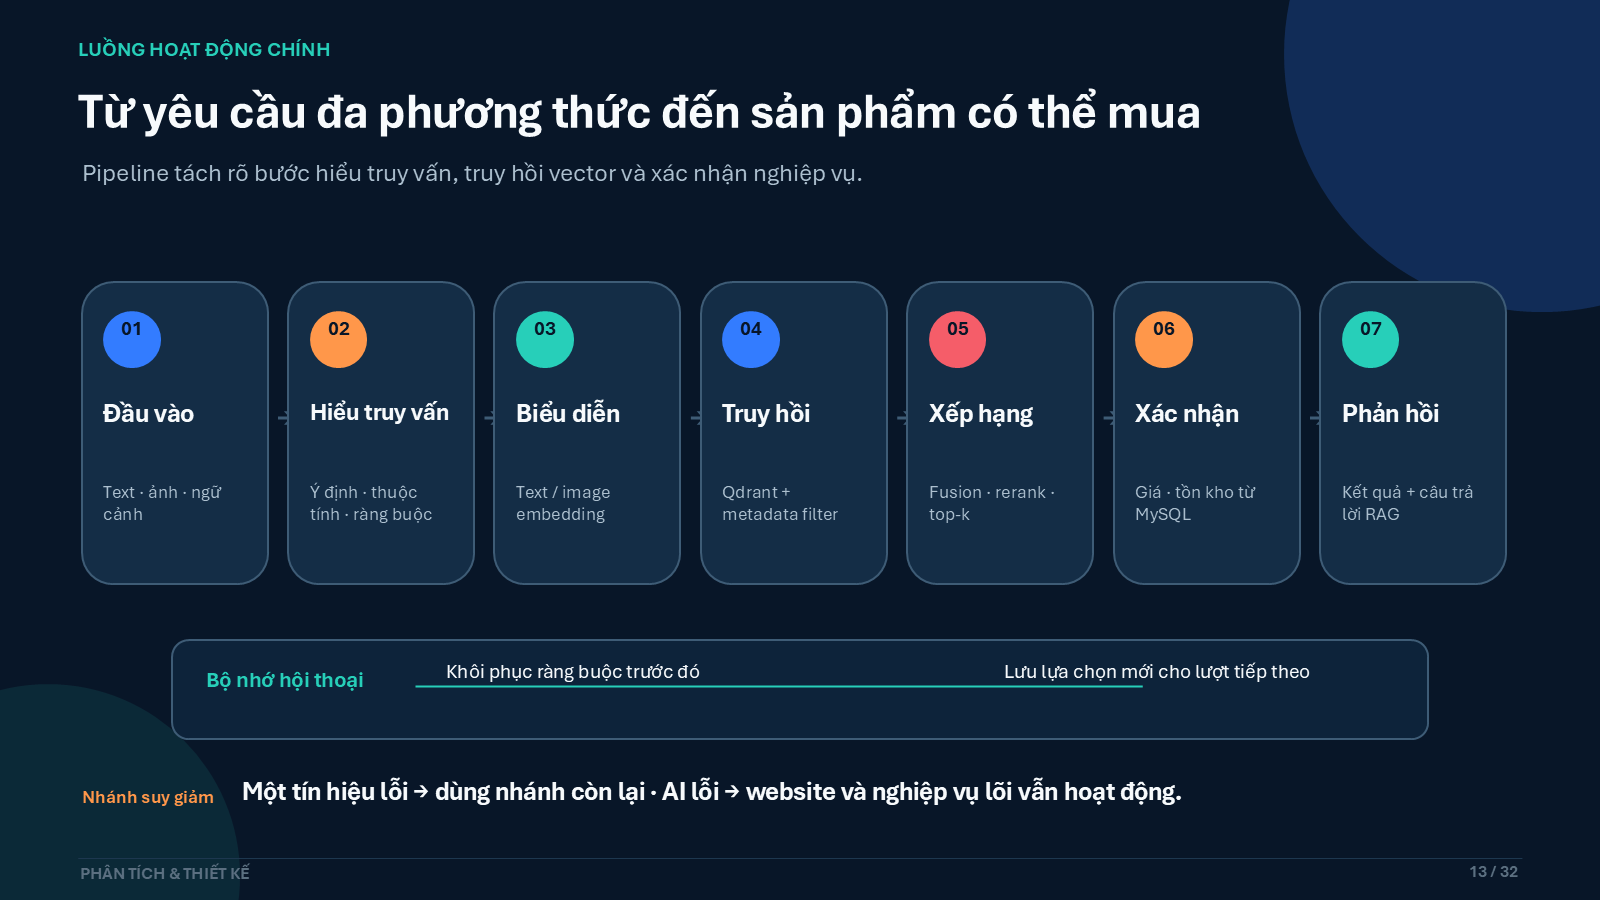 LUỒNG HOẠT ĐỘNG CHÍNH
Từ yêu cầu đa phương thức đến sản phẩm có thể mua
Pipeline tách rõ bước hiểu truy vấn, truy hồi vector và xác nhận nghiệp vụ.
01
Đầu vào
Text · ảnh · ngữ
cảnh
→
02
Hiểu truy vấn
Ý định · thuộc
tính · ràng buộc
→
03
Biểu diễn
Text / image
embedding
→
04
Truy hồi
Qdrant +
metadata filter
→
05
Xếp hạng
Fusion · rerank ·
top-k
→
06
Xác nhận
Giá · tồn kho từ
MySQL
→
07
Phản hồi
Kết quả + câu trả
lời RAG
Bộ nhớ hội thoại
Khôi phục ràng buộc trước đó
Lưu lựa chọn mới cho lượt tiếp theo
Nhánh suy giảm
Một tín hiệu lỗi → dùng nhánh còn lại · AI lỗi → website và nghiệp vụ lõi vẫn hoạt động.
PHÂN TÍCH & THIẾT KẾ
13 / 32